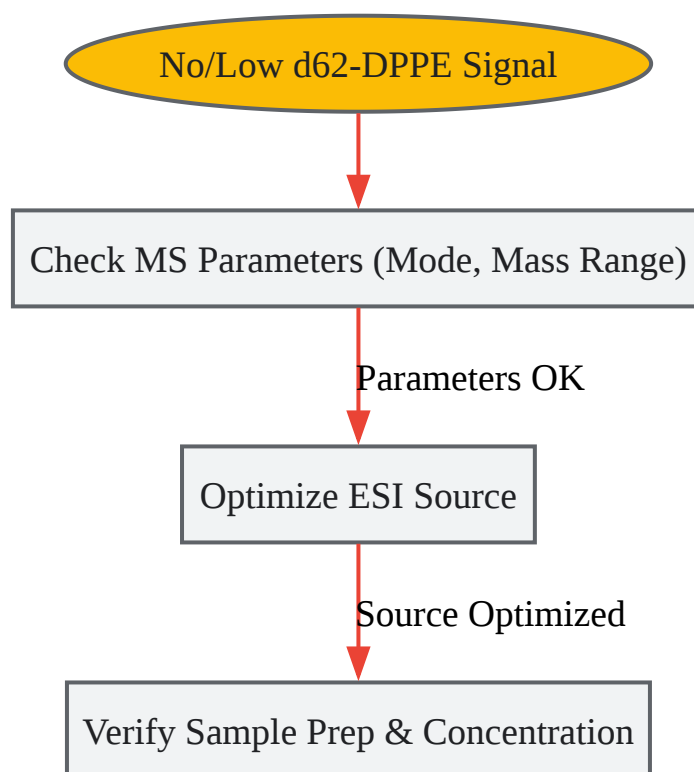 No/Low d62-DPPE Signal
Check MS Parameters (Mode, Mass Range)
Parameters OK
Optimize ESI Source
Source Optimized
Verify Sample Prep & Concentration